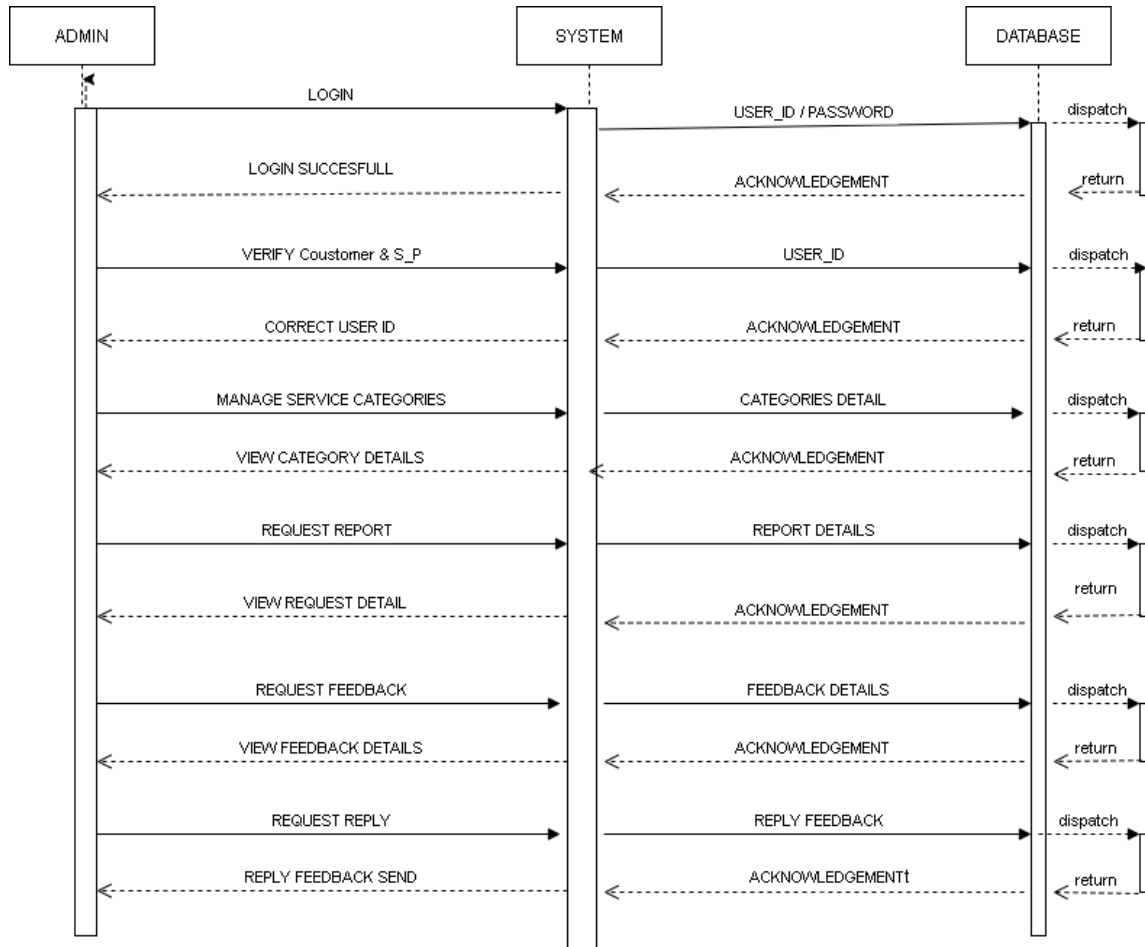 ADMIN
SYSTEM
DATABASE
LOGIN
USER_ID / PASSWORD
dispatch
LOGIN SUCCESFULL
ACKNOWLEDGEMENT
return
VERIFY Coustomer & S_P
USER_ID
dispatch
CORRECT USER ID
ACKNOWLEDGEMENT
return
MANAGE SERVICE CATEGORIES
CATEGORIES DETAIL
dispatch
VIEW CATEGORY DETAILS
ACKNOWLEDGEMENT
return
REQUEST REPORT
REPORT DETAILS
dispatch
VIEW REQUEST DETAIL
ACKNOWLEDGEMENT
return
REQUEST FEEDBACK
FEEDBACK DETAILS
dispatch
VIEW FEEDBACK DETAILS
ACKNOWLEDGEMENT
return
REQUEST REPLY
REPLY FEEDBACK
dispatch
REPLY FEEDBACK SEND
ACKNOWLEDGEMENTt
return